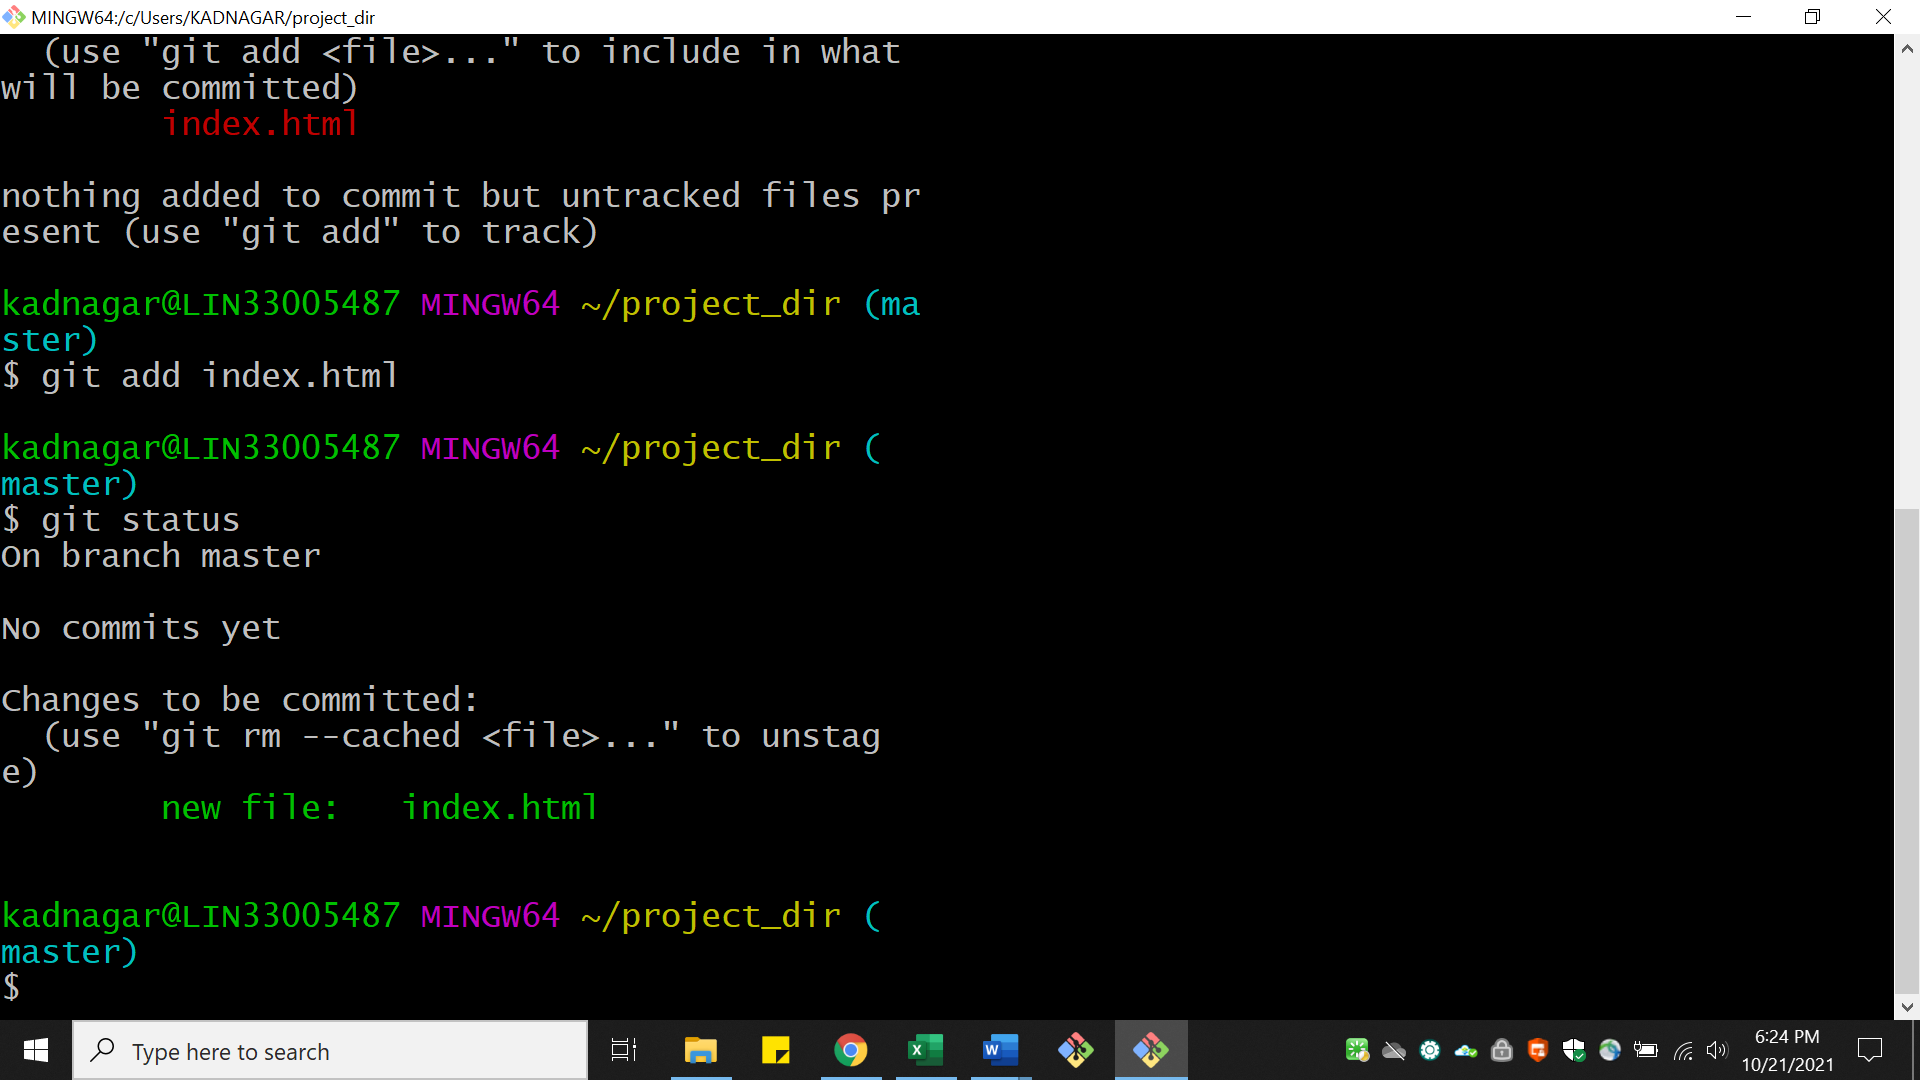 MINGW64:/c/Users/KADNAGAR/project_dir
(use "git add <file>..." to include in what
will be committed)
index.html
nothing added to commit but untracked files pr
esent (use "git add" to track)
kadnagar@LIN33005487 MINGW64 ~/project_dir (ma
ster)
$ git add index.html
kadnagar@LIN33005487 MINGW64 ~/project_dir (
master)
$ git status
On branch master
No commits yet
Changes to be committed:
(use "git rm --cached <file>..." to unstag
e)
new file:   index.html
kadnagar@LIN33005487 MINGW64 ~/project_dir (
master)
$
Type here to search
6:24 PM
10/21/2021